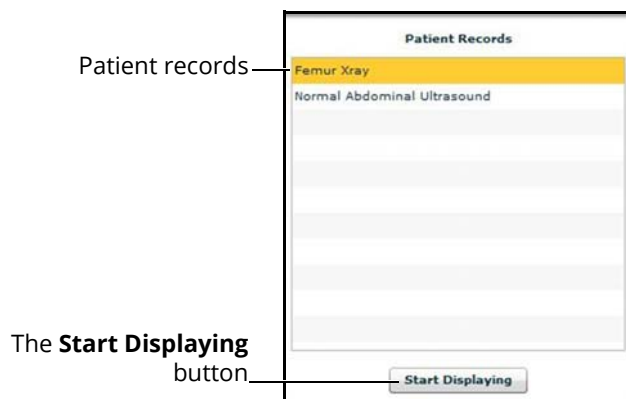 Patient Records
Patient records
Femur Xray
Normal Abdominal Ultrasound
The Start Displaying
button
Start Displaying